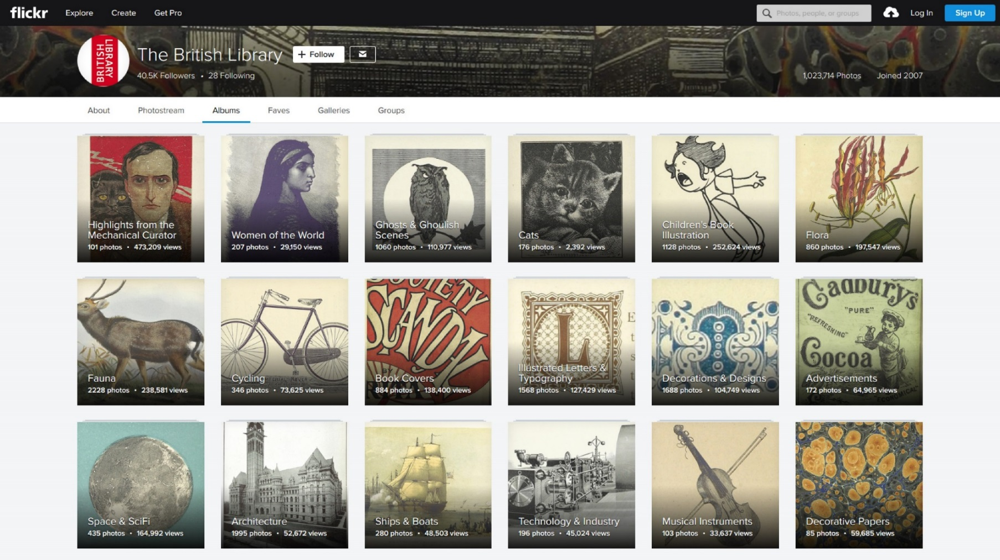 flickr Explore Create Get Pro Photos, people, or groups Log In Sign Up
LIBRARY
BRITISH
The British Library + Follow
40.5K Followers • 28 Following 1,023,714 Photos Joined 2007
About Photostream Albums Faves Galleries Groups
Highlights from the
Mechanical Curator
101 photos • 473,209 views
Women of the World
207 photos • 29,150 views
Ghosts & Ghoulish
Scenes
1060 photos • 110,977 views
Cats
176 photos • 2,392 views
Children's Book
Illustration
1128 photos • 252,624 views
Flora
860 photos • 197,547 views
Fauna
2228 photos • 238,581 views
Cycling
346 photos • 73,625 views
SOCIETY
SCANDAL
BY
Book Covers
884 photos • 138,400 views
L
E
t
s
t
Illustrated Letters &
Typography
1568 photos • 127,429 views
Decorations & Designs
1688 photos • 104,749 views
Cadbury's
"PURE"
"REFRESHING"
Cocoa
"ECONOMICAL"
Advertisements
172 photos • 64,965 views
Space & SciFi
435 photos • 164,992 views
Architecture
1995 photos • 52,672 views
Ships & Boats
280 photos • 48,503 views
Technology & Industry
196 photos • 45,024 views
Musical Instruments
103 photos • 33,637 views
Decorative Papers
85 photos • 59,685 views